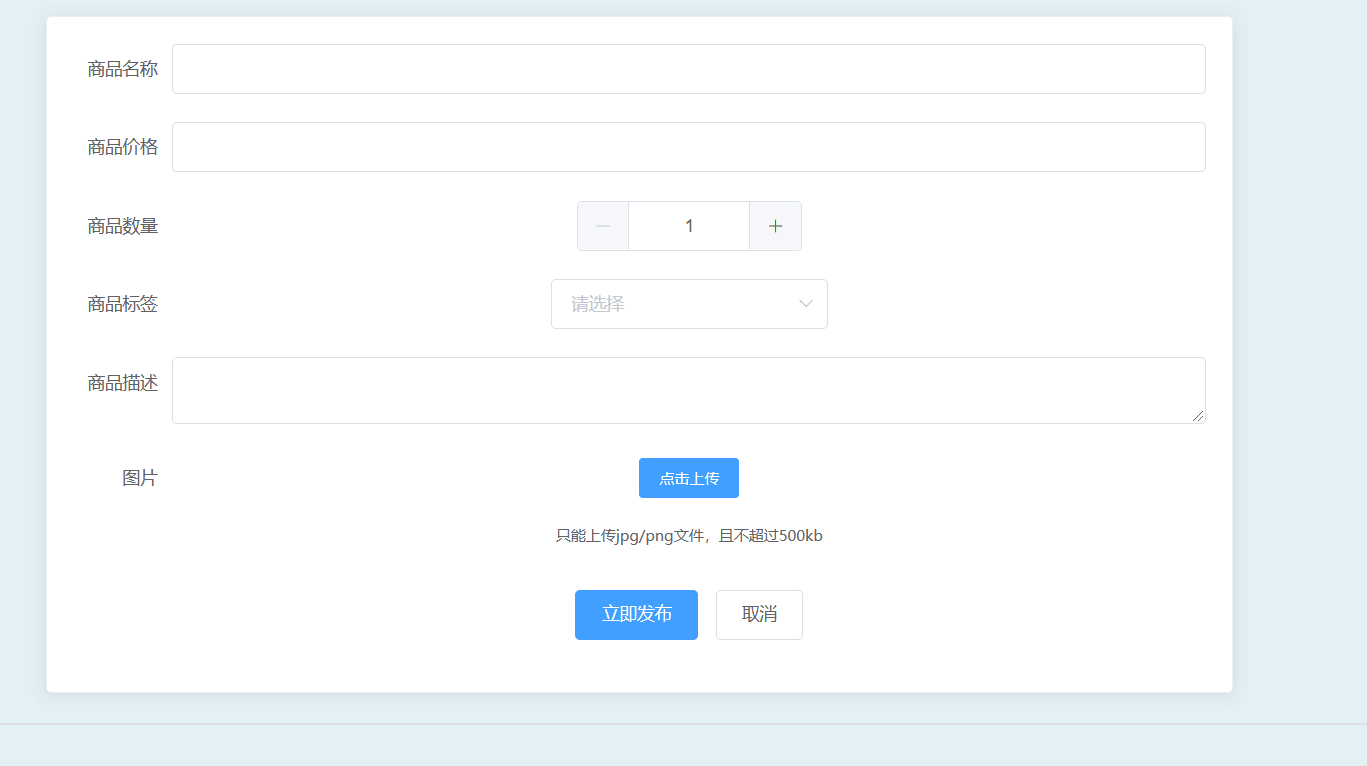 商品名称
商品价格
商品数量
1
商品标签
请选择
商品描述
图片
点击上传
只能上传jpg/png文件，且不超过500kb
立即发布 取消